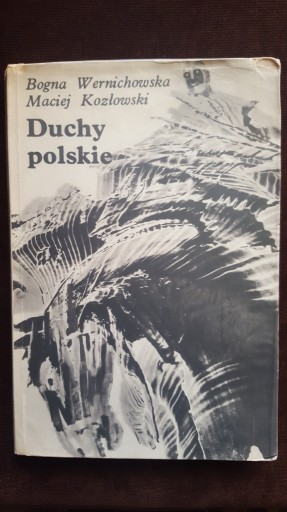 Bogna Wernichowska
Maciej Kozłowski
Duchy
polskie